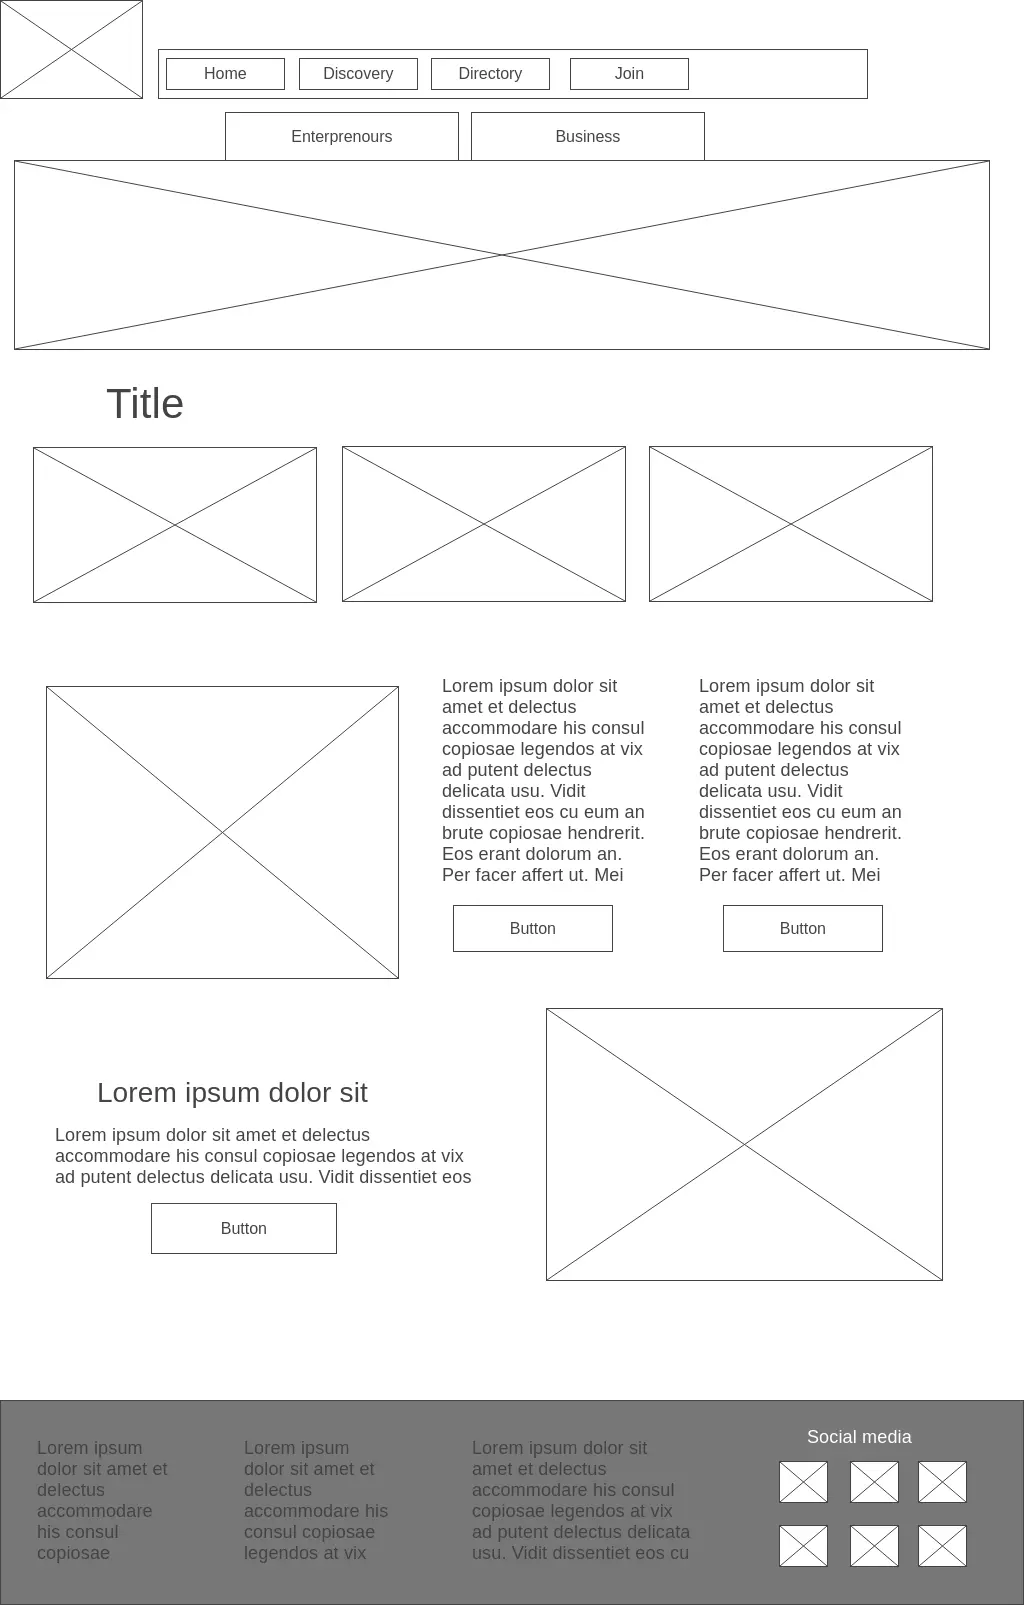 Home
Discovery
Directory
Join
Enterprenours
Business
Title
Lorem ipsum dolor sit
amet et delectus
accommodare his consul
copiosae legendos at vix
ad putent delectus
delicata usu. Vidit
dissentiet eos cu eum an
brute copiosae hendrerit.
Eos erant dolorum an.
Per facer affert ut. Mei
Button
Lorem ipsum dolor sit
amet et delectus
accommodare his consul
copiosae legendos at vix
ad putent delectus
delicata usu. Vidit
dissentiet eos cu eum an
brute copiosae hendrerit.
Eos erant dolorum an.
Per facer affert ut. Mei
Button
Lorem ipsum dolor sit
Lorem ipsum dolor sit amet et delectus
accommodare his consul copiosae legendos at vix
ad putent delectus delicata usu. Vidit dissentiet eos
Button
Lorem ipsum
dolor sit amet et
delectus
accommodare
his consul
copiosae
Lorem ipsum
dolor sit amet et
delectus
accommodare his
consul copiosae
legendos at vix
Lorem ipsum dolor sit
amet et delectus
accommodare his consul
copiosae legendos at vix
ad putent delectus delicata
usu. Vidit dissentiet eos cu
Social media